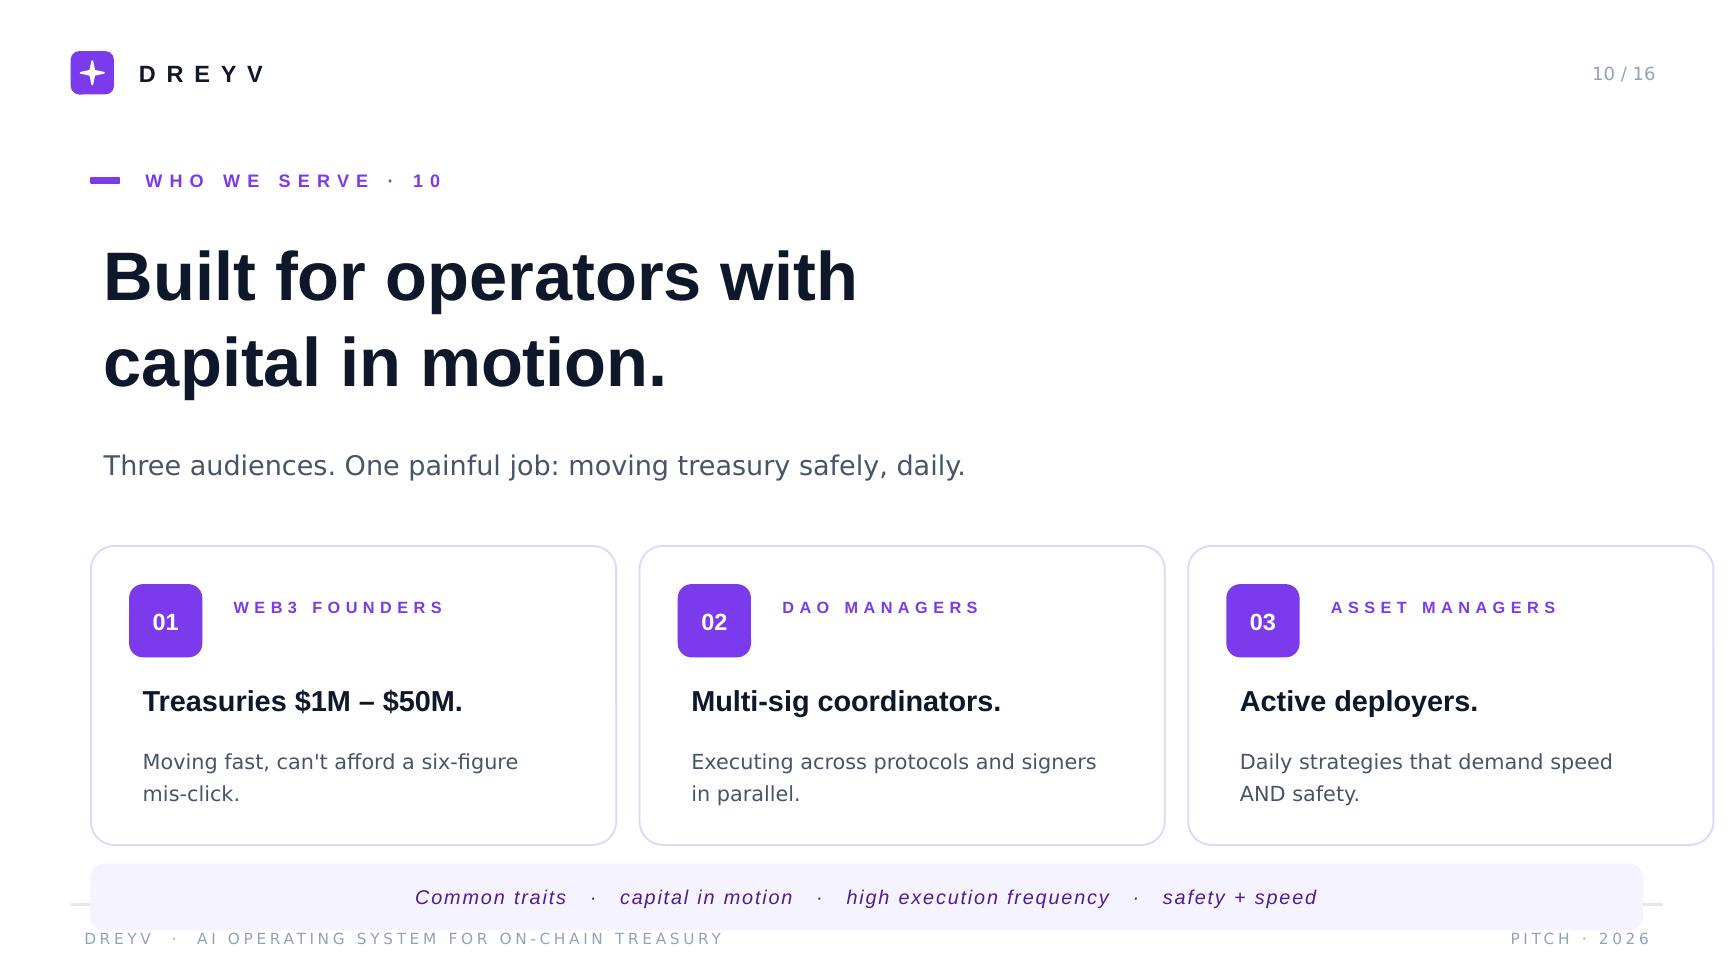 DREYV
10 / 16
WHO WE SERVE · 10
Built for operators with
capital in motion.
Three audiences. One painful job: moving treasury safely, daily.
01
WEB3 FOUNDERS
Treasuries $1M – $50M.
Moving fast, can't afford a six-figure
mis-click.
02
DAO MANAGERS
Multi-sig coordinators.
Executing across protocols and signers
in parallel.
03
ASSET MANAGERS
Active deployers.
Daily strategies that demand speed
AND safety.
Common traits · capital in motion · high execution frequency · safety + speed
DREYV · AI OPERATING SYSTEM FOR ON-CHAIN TREASURY
PITCH · 2026